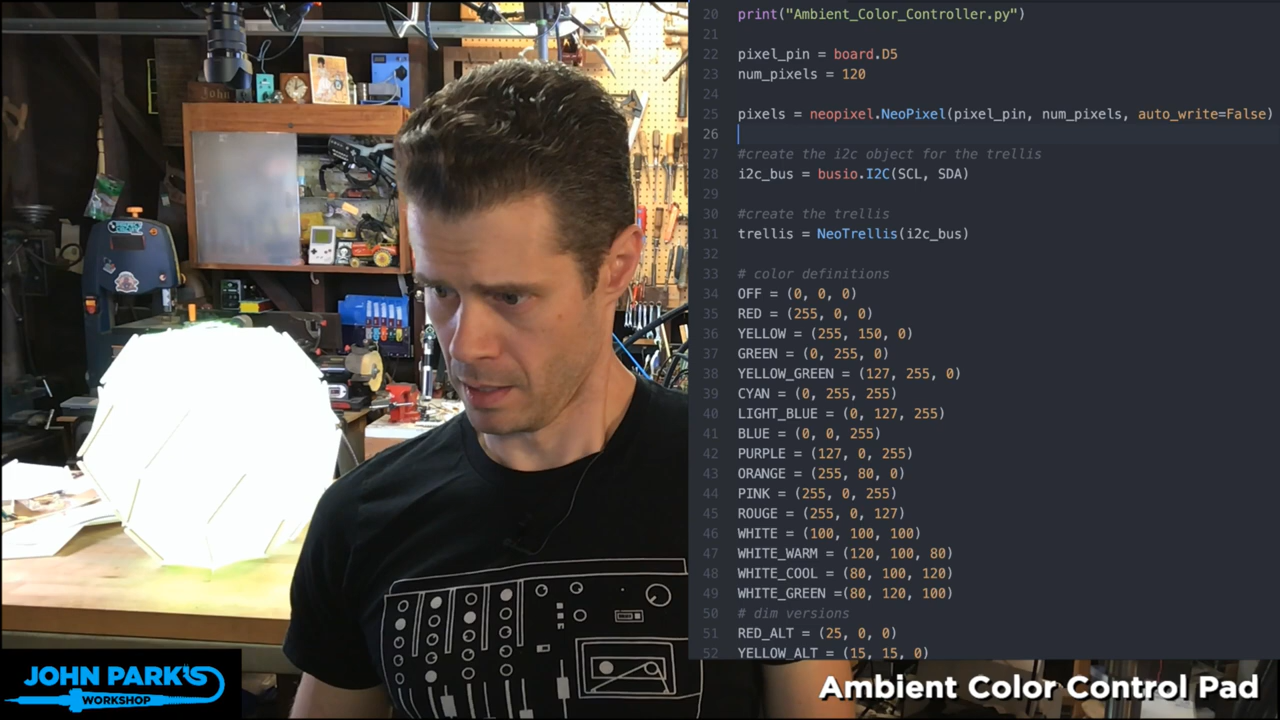 John
20 print("Ambient_Color_Controller.py")
21
22 pixel_pin = board.D5
23 num_pixels = 120
24
25 pixels = neopixel.NeoPixel(pixel_pin, num_pixels, auto_write=False)
26
27 #create the i2c object for the trellis
28 i2c_bus = busio.I2C(SCL, SDA)
29
30 #create the trellis
31 trellis = NeoTrellis(i2c_bus)
32
33 # color definitions
34 OFF = (0, 0, 0)
35 RED = (255, 0, 0)
36 YELLOW = (255, 150, 0)
37 GREEN = (0, 255, 0)
38 YELLOW_GREEN = (127, 255, 0)
39 CYAN = (0, 255, 255)
40 LIGHT_BLUE = (0, 127, 255)
41 BLUE = (0, 0, 255)
42 PURPLE = (127, 0, 255)
43 ORANGE = (255, 80, 0)
44 PINK = (255, 0, 255)
45 ROUGE = (255, 0, 127)
46 WHITE = (100, 100, 100)
47 WHITE_WARM = (120, 100, 80)
48 WHITE_COOL = (80, 100, 120)
49 WHITE_GREEN =(80, 120, 100)
50 # dim versions
51 RED_ALT = (25, 0, 0)
52 YELLOW_ALT = (15, 15, 0)
JOHN PARK'S
WORKSHOP
Ambient Color Control Pad